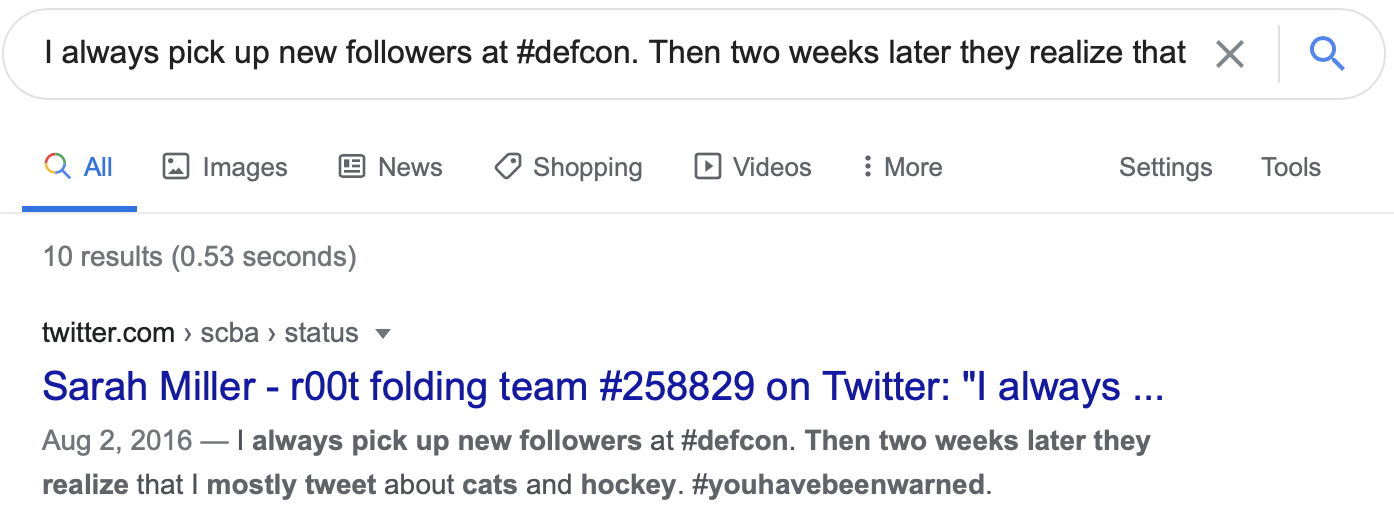 I always pick up new followers at #defcon. Then two weeks later they realize that
All Images News Shopping Videos More Settings Tools
10 results (0.53 seconds)
twitter.com › scba › status
Sarah Miller - r00t folding team #258829 on Twitter: "I always ...
Aug 2, 2016 — I always pick up new followers at #defcon. Then two weeks later they
realize that I mostly tweet about cats and hockey. #youhavebeenwarned.